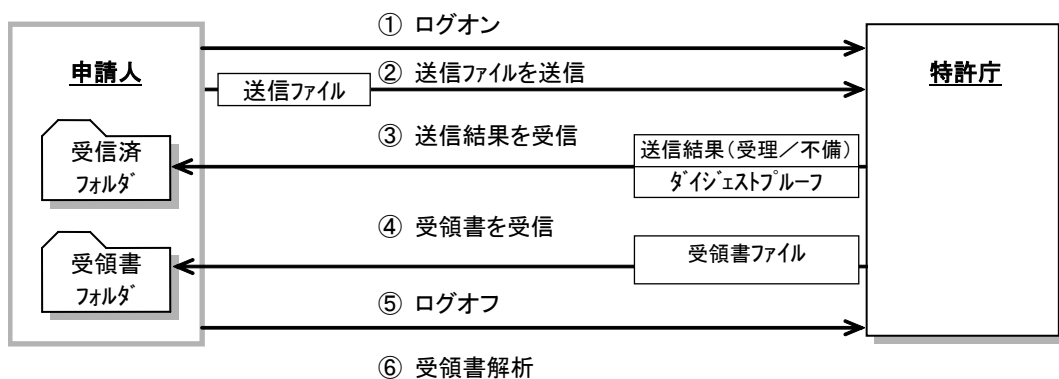 ① ログオン
申請人
② 送信ファイルを送信
特許庁
送信ファイル
③ 送信結果を受信
受信済
フォルダ
送信結果(受理/不備)
ダイジェストプルーフ
④ 受領書を受信
受領書
フォルダ
受領書ファイル
⑤ ログオフ
⑥ 受領書解析